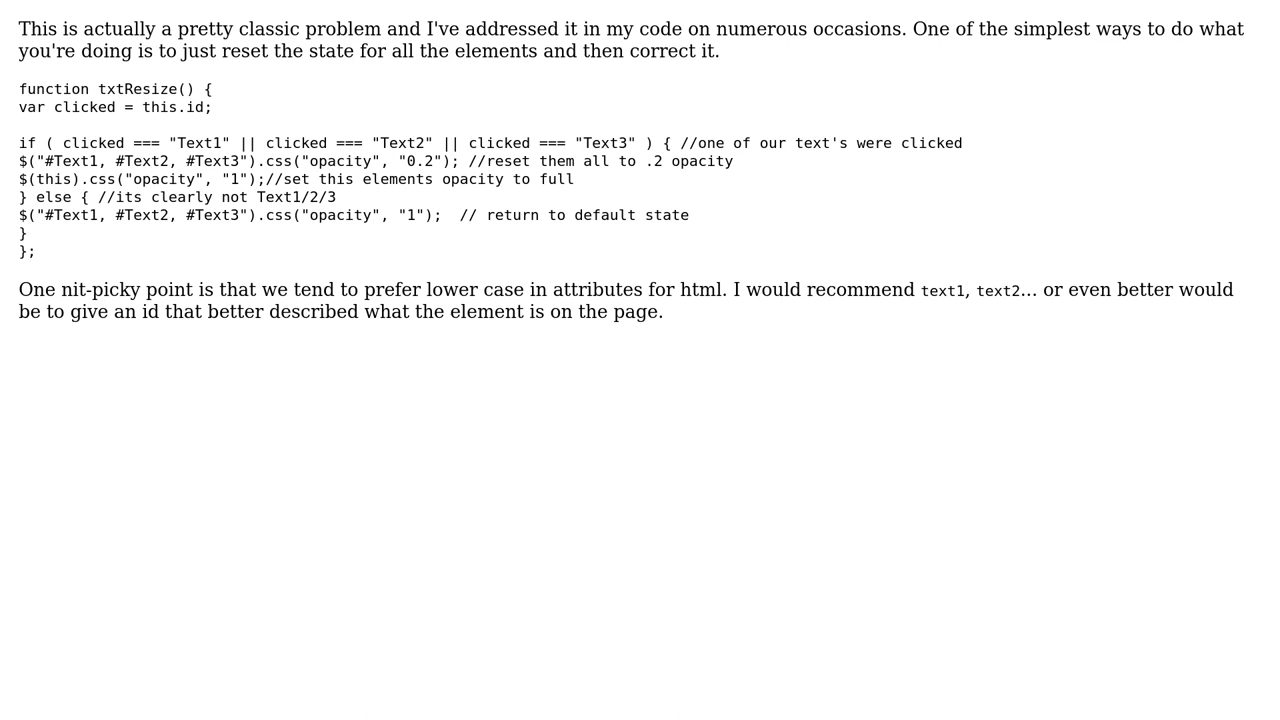 This is actually a pretty classic problem and I've addressed it in my code on numerous occasions. One of the simplest ways to do what
you're doing is to just reset the state for all the elements and then correct it.
function txtResize() {
var clicked = this.id;
if ( clicked === "Text1" || clicked === "Text2" || clicked === "Text3" ) { //one of our text's were clicked
$("#Text1, #Text2, #Text3").css("opacity", "0.2"); //reset them all to .2 opacity
$(this).css("opacity", "1");//set this elements opacity to full
} else { //its clearly not Text1/2/3
$("#Text1, #Text2, #Text3").css("opacity", "1");  // return to default state
}
};
One nit-picky point is that we tend to prefer lower case in attributes for html. I would recommend text1, text2... or even better would
be to give an id that better described what the element is on the page.